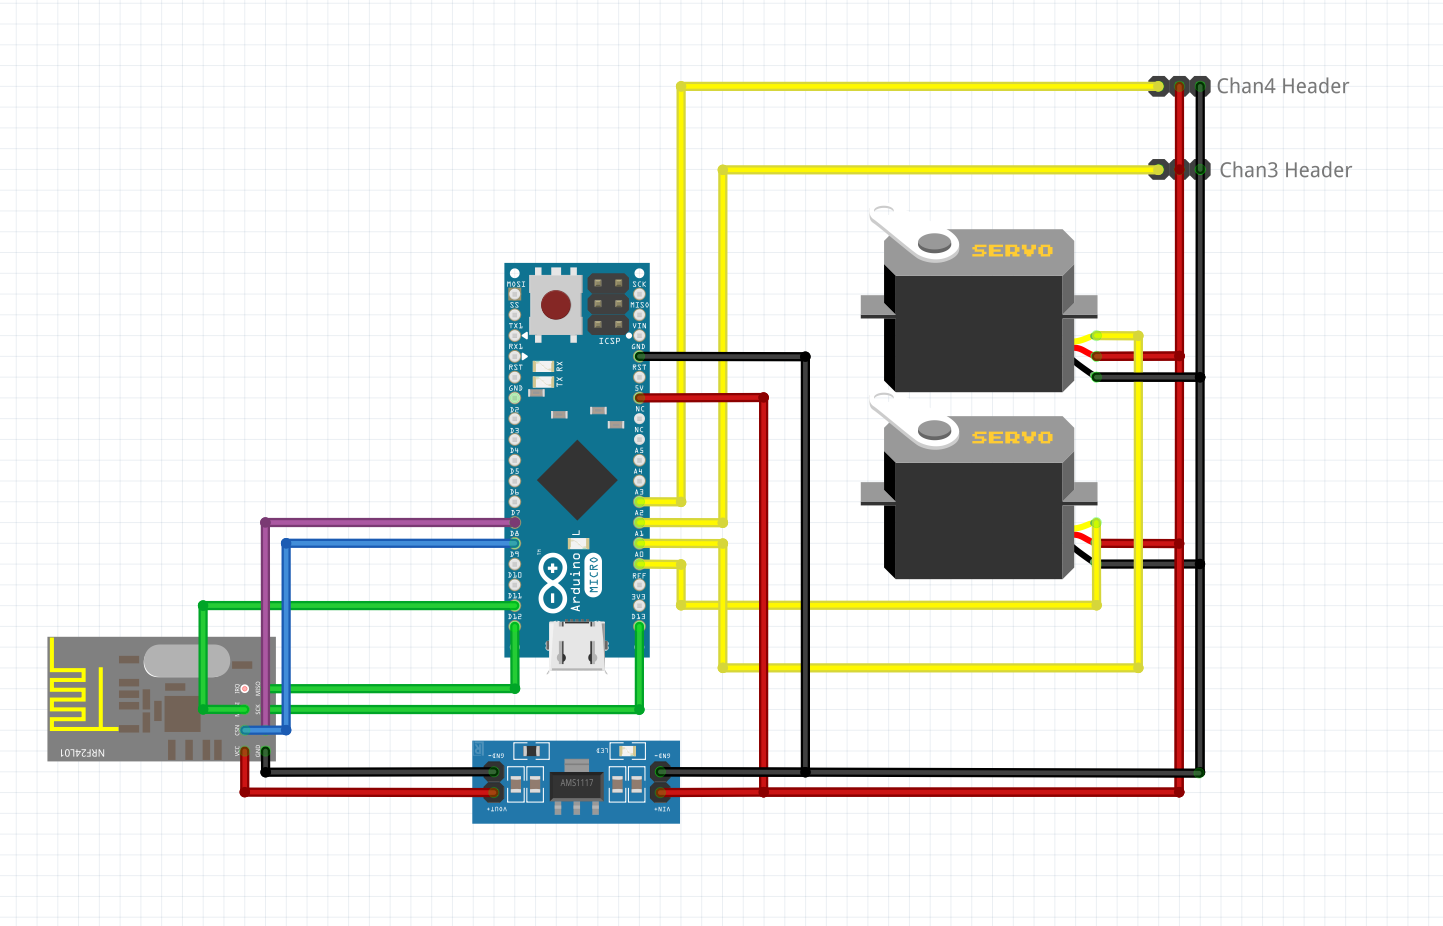 Chan4 Header
Chan3 Header
SERVO
SERVO
MOSI
SS
TX1
RX1
RST
GND
D2
D3
D4
D5
D6
D7
D8
D9
D10
D11
D12
SCK
MISO
VIN
GND
RST
5V
NC
NC
A5
A4
A3
A2
A1
A0
REF
3V3
D13
ICSP
RX
TX
L
TM
Arduino
MICRO
IRQ
MISO
SCK
CSN
VCC
GND
NRF24L01
GND-
LED
GND-
AMS1117
VOUT+
VIN+